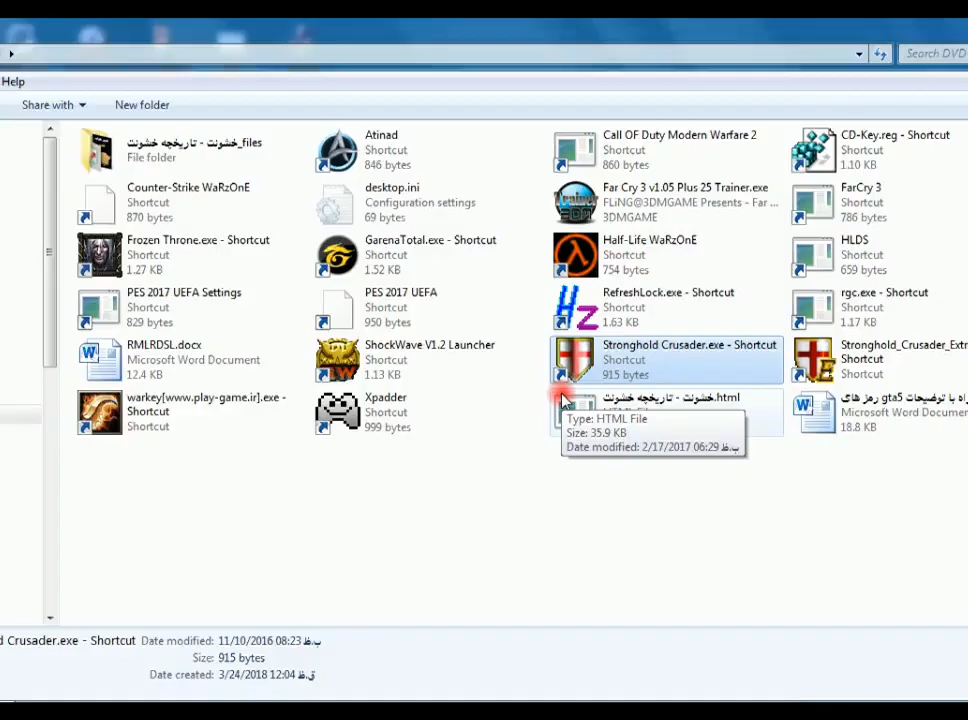 Search DVD
Help
Share with
New folder
خشونت - تاریخچه خشونت_files
File folder
Atinad
Shortcut
846 bytes
Call OF Duty Modern Warfare 2
Shortcut
860 bytes
CD-Key.reg - Shortcut
Shortcut
1.10 KB
Counter-Strike WaRzOnE
Shortcut
870 bytes
desktop.ini
Configuration settings
69 bytes
Far Cry 3 v1.05 Plus 25 Trainer.exe
FLiNG@3DMGAME Presents - Far ...
3DMGAME
FarCry 3
Shortcut
786 bytes
Frozen Throne.exe - Shortcut
Shortcut
1.27 KB
GarenaTotal.exe - Shortcut
Shortcut
1.52 KB
Half-Life WaRzOnE
Shortcut
754 bytes
HLDS
Shortcut
659 bytes
PES 2017 UEFA Settings
Shortcut
829 bytes
PES 2017 UEFA
Shortcut
950 bytes
RefreshLock.exe - Shortcut
Shortcut
1.63 KB
rgc.exe - Shortcut
Shortcut
1.17 KB
RMLRDSL.docx
Microsoft Word Document
12.4 KB
ShockWave V1.2 Launcher
Shortcut
1.13 KB
Stronghold Crusader.exe - Shortcut
Shortcut
915 bytes
Stronghold_Crusader_Extr
Shortcut
Shortcut
warkey[www.play-game.ir].exe -
Shortcut
Shortcut
Xpadder
Shortcut
999 bytes
خشونت - تاریخچه خشونت.html
رمز های gta5 راه با توضیحات
Microsoft Word Documen
18.8 KB
Type: HTML File
Size: 35.9 KB
Date modified: 2/17/2017 06:29 ب.ظ
d Crusader.exe - Shortcut Date modified: 11/10/2016 08:23 ب.ظ
Size: 915 bytes
Date created: 3/24/2018 12:04 ق.ظ